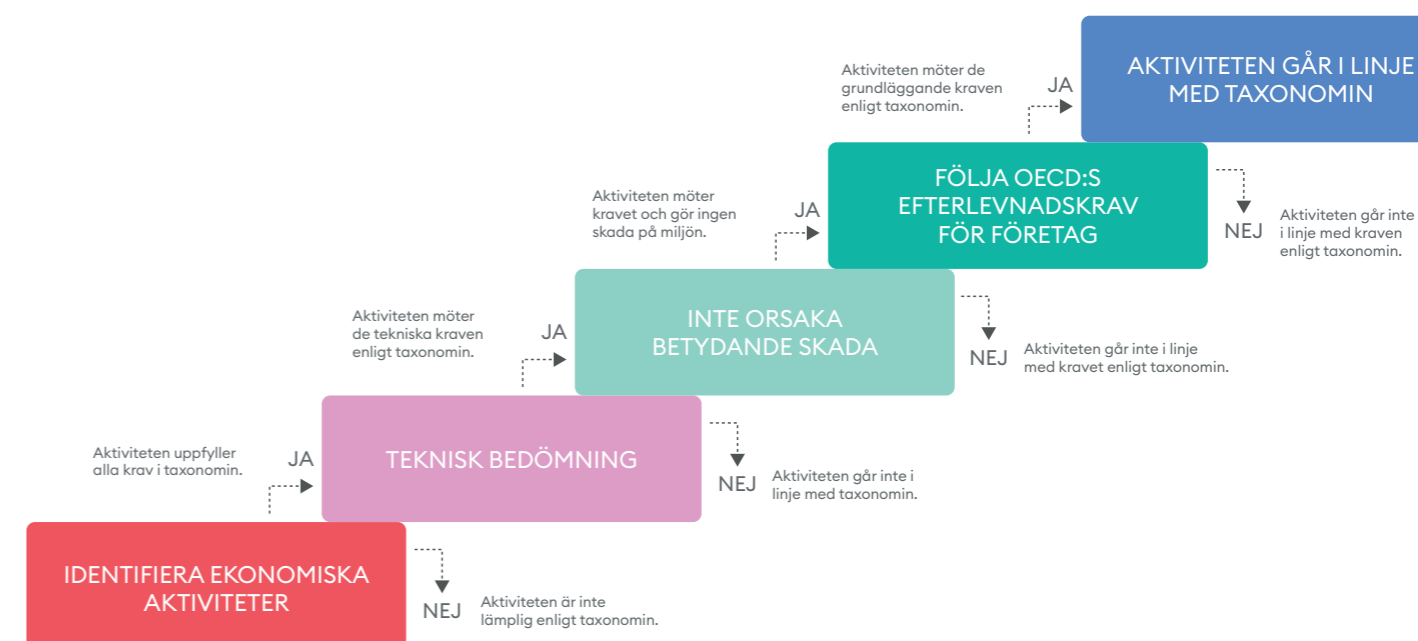 AKTIVITETEN GÅR I LINJE
MED TAXONOMIN
Aktiviteten möter de
grundläggande kraven
enligt taxonomin.
JA
FÖLJA OECD:S
EFTERLEVNADSKRAV
FÖR FÖRETAG
NEJ
Aktiviteten går inte
i linje med kraven
enligt taxonomin.
Aktiviteten möter
kravet och gör ingen
skada på miljön.
JA
INTE ORSAKA
BETYDANDE SKADA
NEJ
Aktiviteten går inte i linje
med kravet enligt taxonomin.
Aktiviteten möter
de tekniska kraven
enligt taxonomin.
JA
TEKNISK BEDÖMNING
NEJ
Aktiviteten går inte i
linje med taxonomin.
Aktiviteten uppfyller
alla krav i taxonomin.
JA
IDENTIFIERA EKONOMISKA
AKTIVITETER
NEJ
Aktiviteten är inte
lämplig enligt taxonomin.